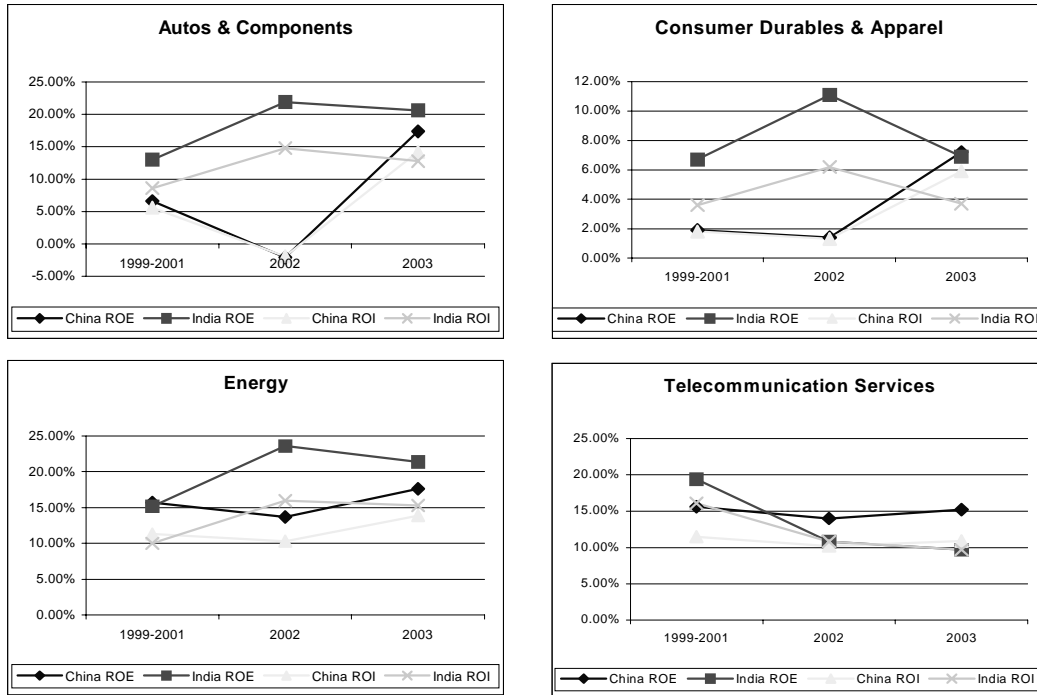 Autos & Components
25.00%
20.00%
15.00%
10.00%
5.00%
0.00%
-5.00%
1999-2001 2002 2003
China ROE India ROE China ROI India ROI
Consumer Durables & Apparel
12.00%
10.00%
8.00%
6.00%
4.00%
2.00%
0.00%
1999-2001 2002 2003
China ROE India ROE China ROI India ROI
Energy
25.00%
20.00%
15.00%
10.00%
5.00%
0.00%
1999-2001 2002 2003
China ROE India ROE China ROI India ROI
Telecommunication Services
25.00%
20.00%
15.00%
10.00%
5.00%
0.00%
1999-2001 2002 2003
China ROE India ROE China ROI India ROI